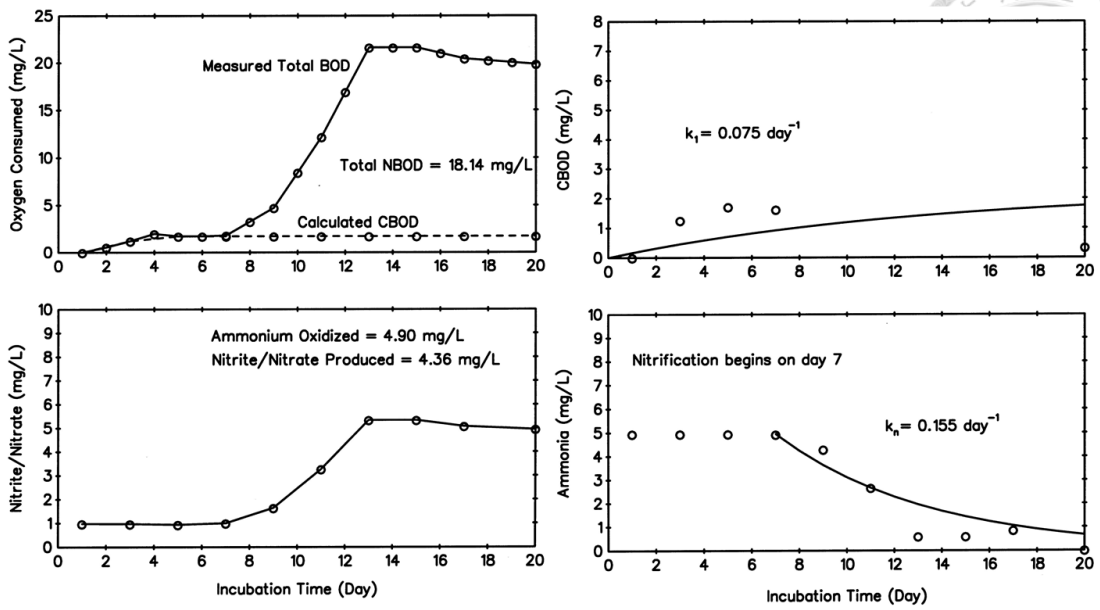 25
20
15
10
5
0
Oxygen Consumed (mg/L)
Measured Total BOD
Total NBOD = 18.14 mg/L
Calculated CBOD
0 2 4 6 8 10 12 14 16 18 20
8
7
6
5
4
3
2
1
0
CBOD (mg/L)
k₁= 0.075 day⁻¹
0 2 4 6 8 10 12 14 16 18 20
10
9
8
7
6
5
4
3
2
1
0
Nitrite/Nitrate (mg/L)
Ammonium Oxidized = 4.90 mg/L
Nitrite/Nitrate Produced = 4.36 mg/L
0 2 4 6 8 10 12 14 16 18 20
Incubation Time (Day)
10
9
8
7
6
5
4
3
2
1
0
Ammonia (mg/L)
Nitrification begins on day 7
kₙ= 0.155 day⁻¹
0 2 4 6 8 10 12 14 16 18 20
Incubation Time (Day)